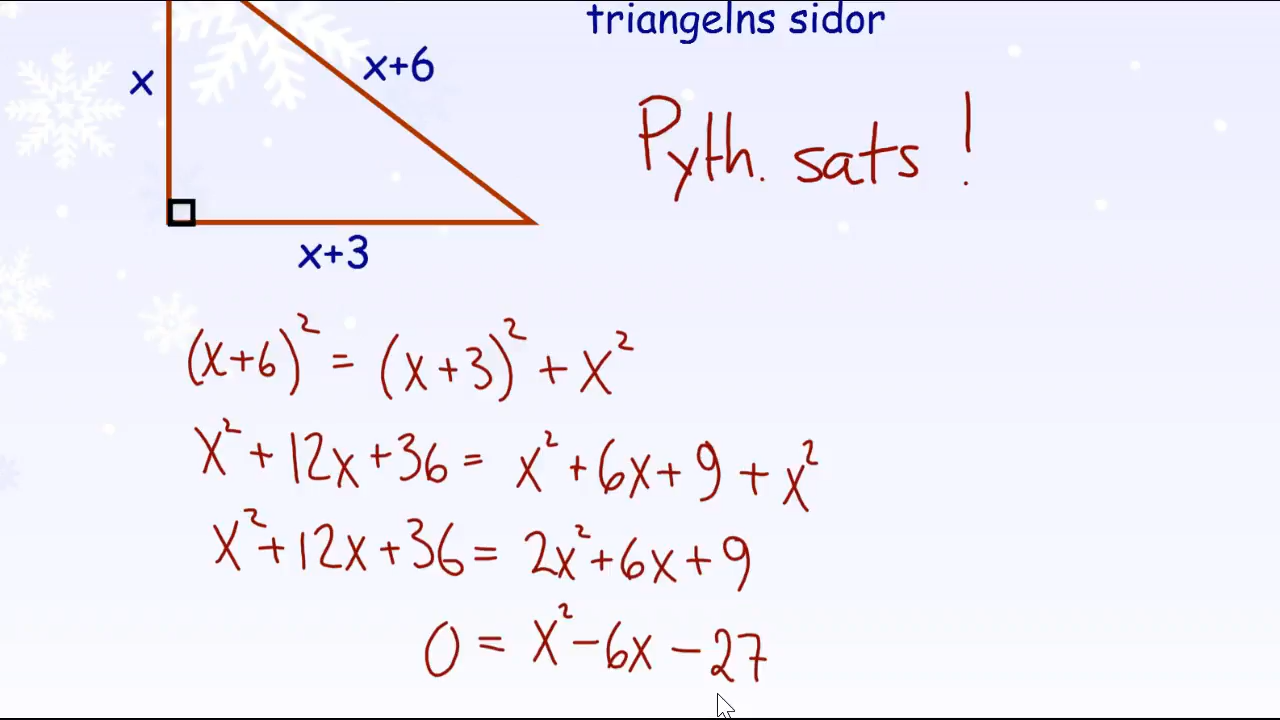 triangelns sidor
x
x+6
Pyth. sats !
x+3
(x+6)² = (x+3)² + x²
x² + 12x + 36 = x² + 6x + 9 + x²
x² + 12x + 36 = 2x² + 6x + 9
0 = x² - 6x - 27